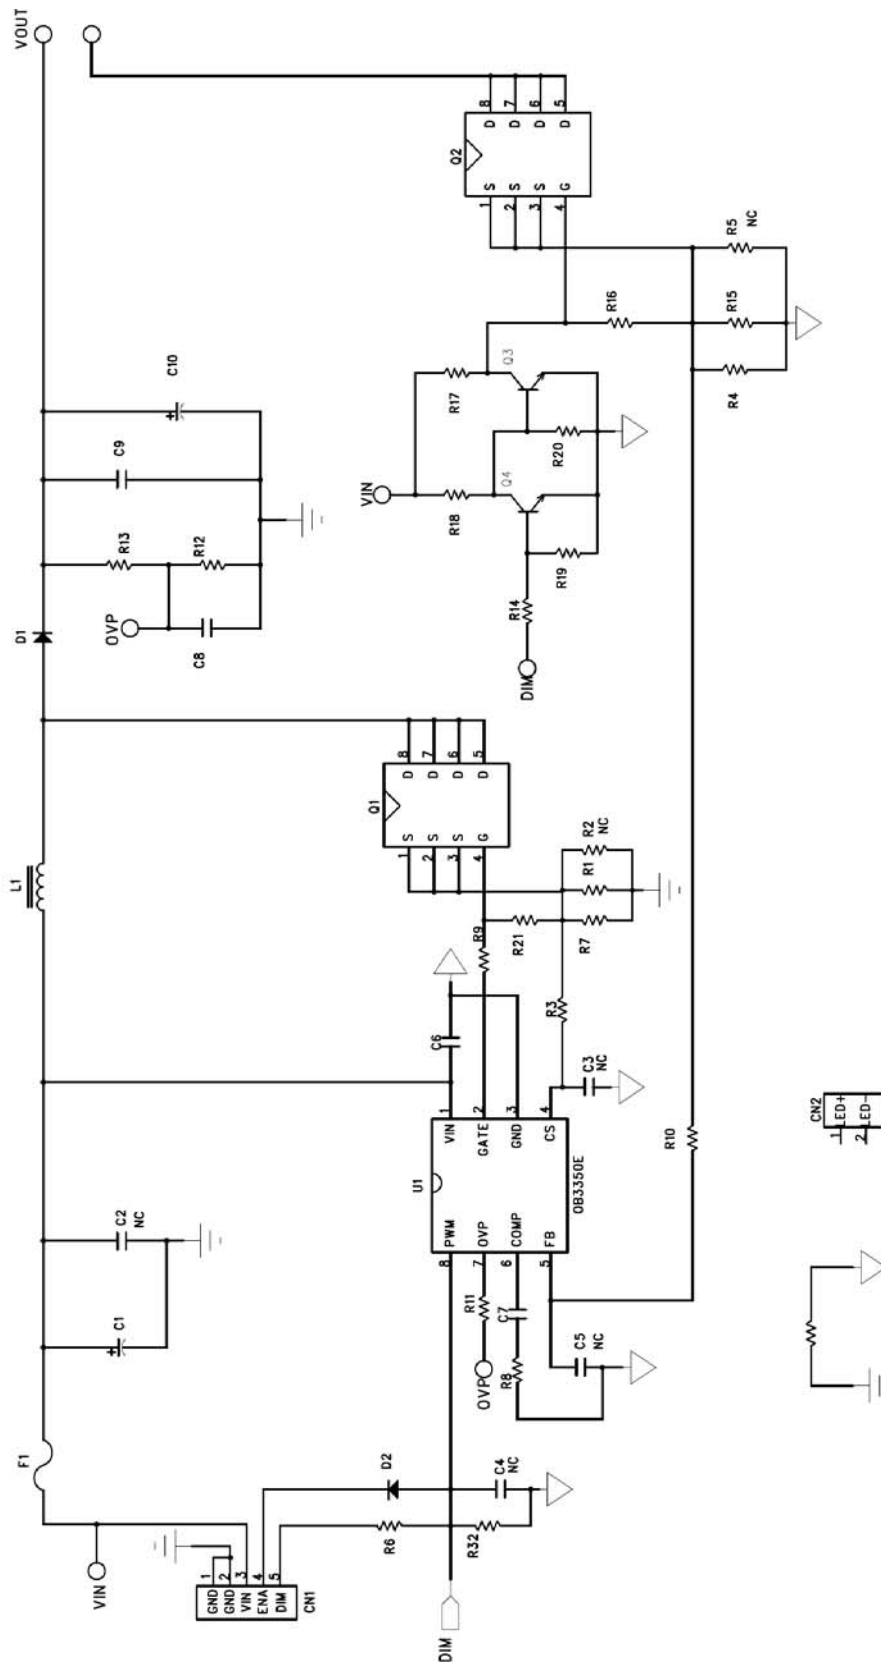 VOUT
F1
L1
D1
VIN
1 GND
2 GND
3 VIN
4 ENA
5 DIM
CN1
C1
C2
NC
OVP
C8
R13
R12
C9
C10
D2
R6
R32
C4
NC
DIM
U1
8 PWM
7 OVP
6 COMP
5 FB
VIN 1
GATE 2
GND 3
CS 4
OB3350E
R11
OVP
C7
R8
C5
NC
C6
R9
R21
R3
C3
NC
R7
R1
R2
NC
Q1
1 S
2 S
3 S
4 G
D 8
D 7
D 6
D 5
VIN
R18
R17
Q4
Q3
R20
R19
R14
DIM
R16
Q2
1 S
2 S
3 S
4 G
D 8
D 7
D 6
D 5
R4
R15
R5
NC
R10
CN2
1 LED+
2 LED-